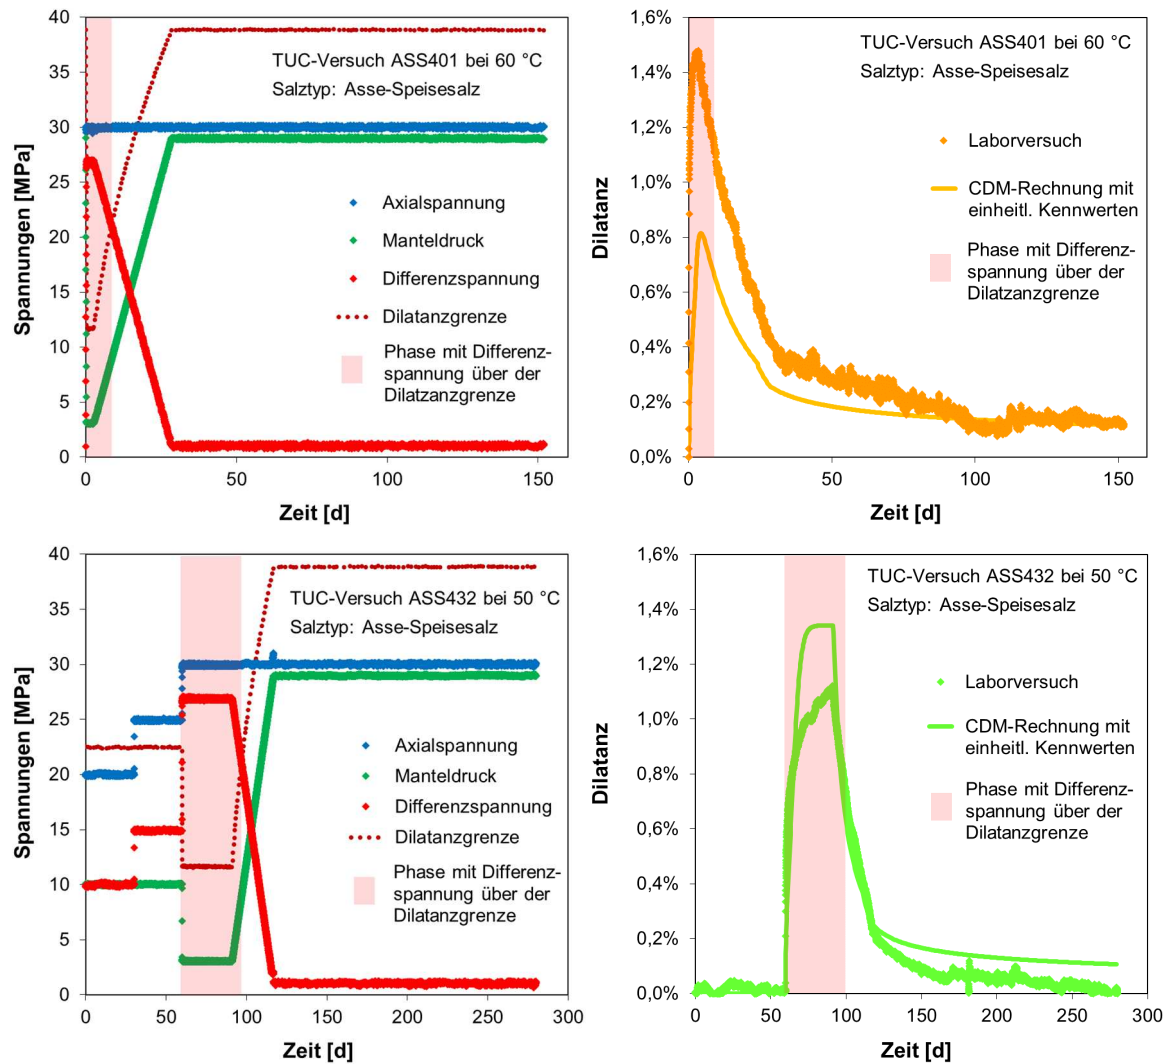 40
35
30
25
20
15
10
5
0
Spannungen [MPa]
TUC-Versuch ASS401 bei 60 °C
Salztyp: Asse-Speisesalz
Axialspannung
Manteldruck
Differenzspannung
Dilatanzgrenze
Phase mit Differenz-
spannung über der
Dilatzanzgrenze
0
50
100
150
Zeit [d]
1,6%
1,4%
1,2%
1,0%
0,8%
0,6%
0,4%
0,2%
0,0%
Dilatanz
TUC-Versuch ASS401 bei 60 °C
Salztyp: Asse-Speisesalz
Laborversuch
CDM-Rechnung mit
einheitl. Kennwerten
Phase mit Differenz-
spannung über der
Dilatzanzgrenze
0
50
100
150
Zeit [d]
40
35
30
25
20
15
10
5
0
Spannungen [MPa]
TUC-Versuch ASS432 bei 50 °C
Salztyp: Asse-Speisesalz
Axialspannung
Manteldruck
Differenzspannung
Dilatanzgrenze
Phase mit Differenz-
spannung über der
Dilatanzgrenze
0
50
100
150
200
250
300
Zeit [d]
1,6%
1,4%
1,2%
1,0%
0,8%
0,6%
0,4%
0,2%
0,0%
Dilatanz
TUC-Versuch ASS432 bei 50 °C
Salztyp: Asse-Speisesalz
Laborversuch
CDM-Rechnung mit
einheitl. Kennwerten
Phase mit Differenz-
spannung über der
Dilatanzgrenze
0
50
100
150
200
250
300
Zeit [d]